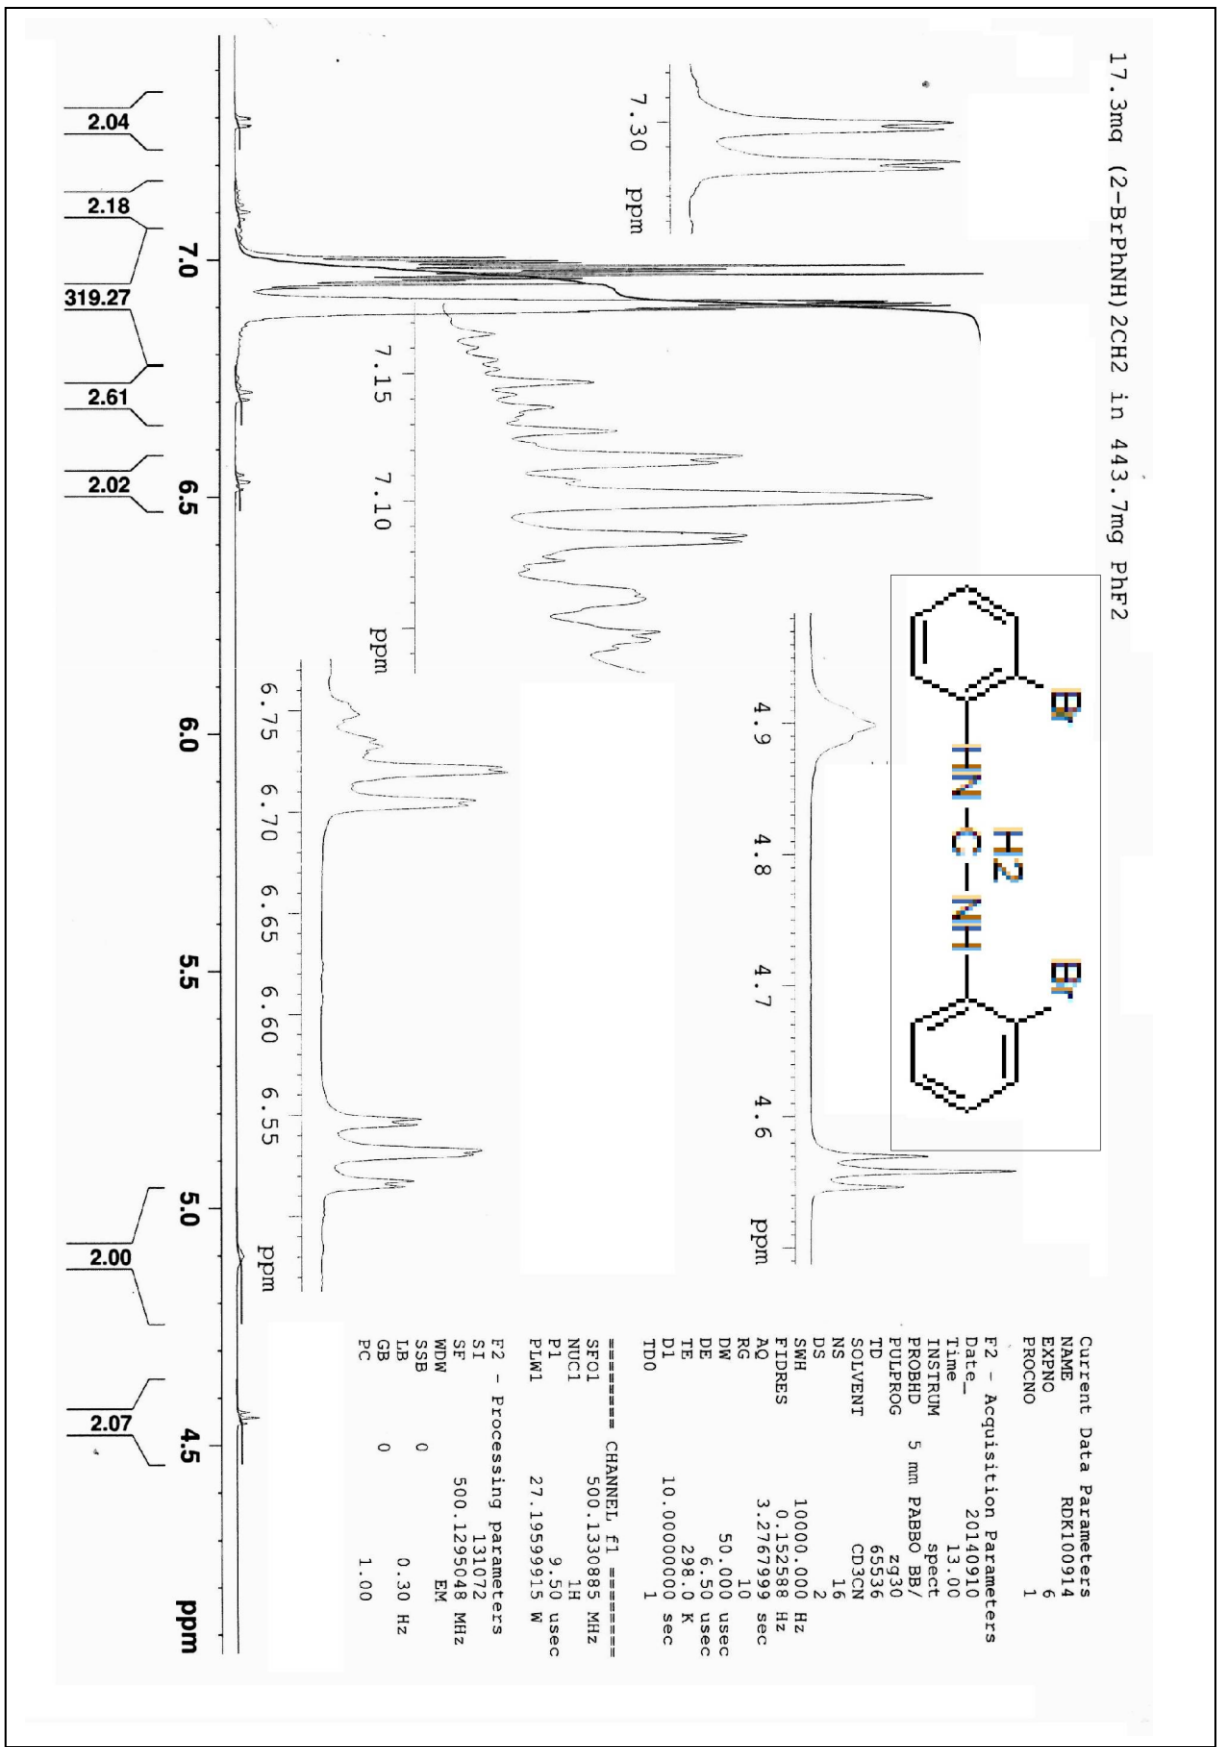 17.3mg (2-BrPhNH)2CH2 in 443.7mg PhF2
7.30 ppm
7.15 7.10 ppm
6.75 6.70 6.65 6.60 6.55 ppm
4.9 4.8 4.7 4.6 ppm
Br
Br
H2
HN C NH
7.0 6.5 6.0 5.5 5.0 4.5 ppm
2.04
2.18
319.27
2.61
2.02
2.00
2.07
Current Data Parameters
NAME RDK100914
EXPNO 6
PROCNO 1
F2 - Acquisition Parameters
Date_ 20140910
Time 13.00
INSTRUM spect
PROBHD 5 mm PABBO BB/
PULPROG zg30
TD 65536
SOLVENT CD3CN
NS 16
DS 2
SWH 10000.000 Hz
FIDRES 0.152588 Hz
AQ 3.2767999 sec
RG 10
DW 50.000 usec
DE 6.50 usec
TE 298.0 K
D1 10.00000000 sec
TD0 1
======== CHANNEL f1 ========
SFO1 500.1330885 MHz
NUC1 1H
P1 9.50 usec
PLW1 27.19599915 W
F2 - Processing parameters
SI 131072
SF 500.1295048 MHz
WDW EM
SSB 0
LB 0.30 Hz
GB 0
PC 1.00